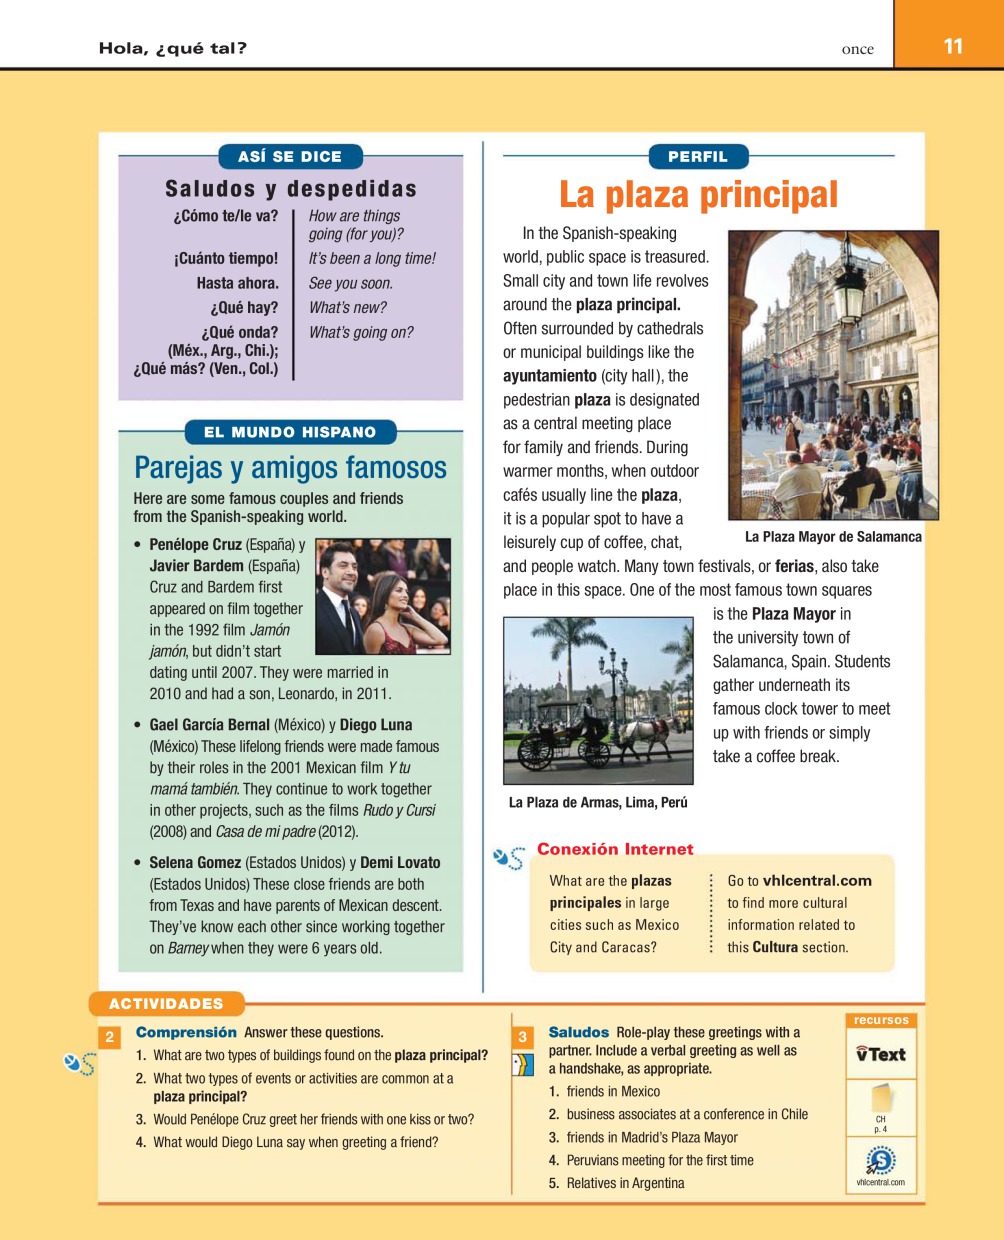 Hola, ¿qué tal?
once
11
ASÍ SE DICE
Saludos y despedidas
¿Cómo te/le va?
How are things
going (for you)?
¡Cuánto tiempo!
It's been a long time!
Hasta ahora.
See you soon.
¿Qué hay?
What's new?
¿Qué onda?
What's going on?
(Méx., Arg., Chi.);
¿Qué más? (Ven., Col.)
EL MUNDO HISPANO
Parejas y amigos famosos
Here are some famous couples and friends
from the Spanish-speaking world.
• Penélope Cruz (España) y
Javier Bardem (España)
Cruz and Bardem first
appeared on film together
in the 1992 film Jamón
jamón, but didn't start
dating until 2007. They were married in
2010 and had a son, Leonardo, in 2011.
• Gael García Bernal (México) y Diego Luna
(México) These lifelong friends were made famous
by their roles in the 2001 Mexican film Y tu
mamá también. They continue to work together
in other projects, such as the films Rudo y Cursi
(2008) and Casa de mi padre (2012).
• Selena Gomez (Estados Unidos) y Demi Lovato
(Estados Unidos) These close friends are both
from Texas and have parents of Mexican descent.
They've know each other since working together
on Barney when they were 6 years old.
PERFIL
La plaza principal
In the Spanish-speaking
world, public space is treasured.
Small city and town life revolves
around the plaza principal.
Often surrounded by cathedrals
or municipal buildings like the
ayuntamiento (city hall), the
pedestrian plaza is designated
as a central meeting place
for family and friends. During
warmer months, when outdoor
cafés usually line the plaza,
it is a popular spot to have a
leisurely cup of coffee, chat,
and people watch. Many town festivals, or ferias, also take
place in this space. One of the most famous town squares
is the Plaza Mayor in
the university town of
Salamanca, Spain. Students
gather underneath its
famous clock tower to meet
up with friends or simply
take a coffee break.
La Plaza Mayor de Salamanca
La Plaza de Armas, Lima, Perú
Conexión Internet
What are the plazas
principales in large
cities such as Mexico
City and Caracas?
Go to vhlcentral.com
to find more cultural
information related to
this Cultura section.
ACTIVIDADES
2 Comprensión Answer these questions.
1. What are two types of buildings found on the plaza principal?
2. What two types of events or activities are common at a
plaza principal?
3. Would Penélope Cruz greet her friends with one kiss or two?
4. What would Diego Luna say when greeting a friend?
3 Saludos Role-play these greetings with a
partner. Include a verbal greeting as well as
a handshake, as appropriate.
1. friends in Mexico
2. business associates at a conference in Chile
3. friends in Madrid's Plaza Mayor
4. Peruvians meeting for the first time
5. Relatives in Argentina
recursos
vText
CH
p. 4
S
vhlcentral.com